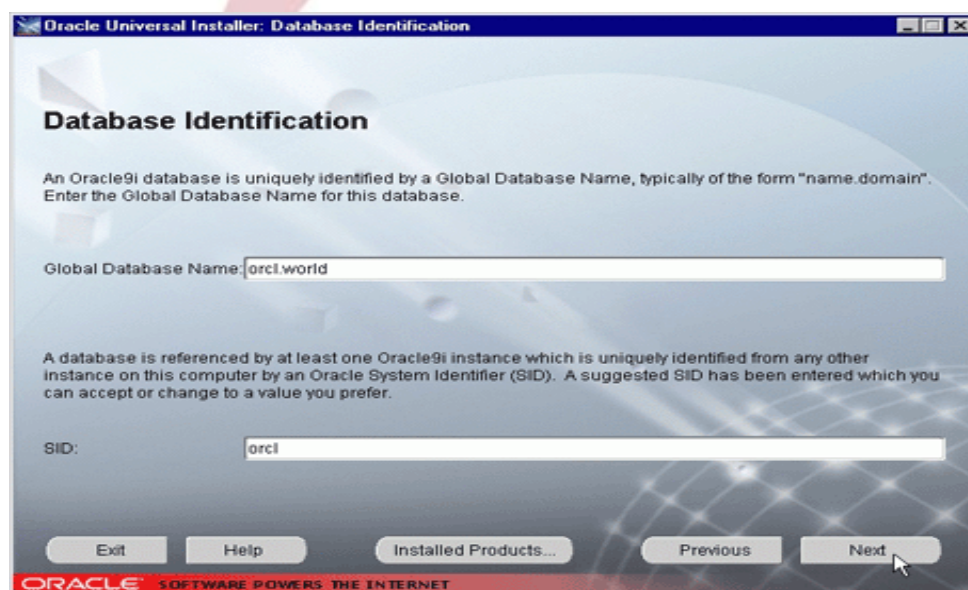 Oracle Universal Installer: Database Identification
Database Identification
An Oracle9i database is uniquely identified by a Global Database Name, typically of the form "name.domain".
Enter the Global Database Name for this database.
Global Database Name: orcl.world
A database is referenced by at least one Oracle9i instance which is uniquely identified from any other
instance on this computer by an Oracle System Identifier (SID). A suggested SID has been entered which you
can accept or change to a value you prefer.
SID: orcl
Exit Help Installed Products... Previous Next
ORACLE SOFTWARE POWERS THE INTERNET